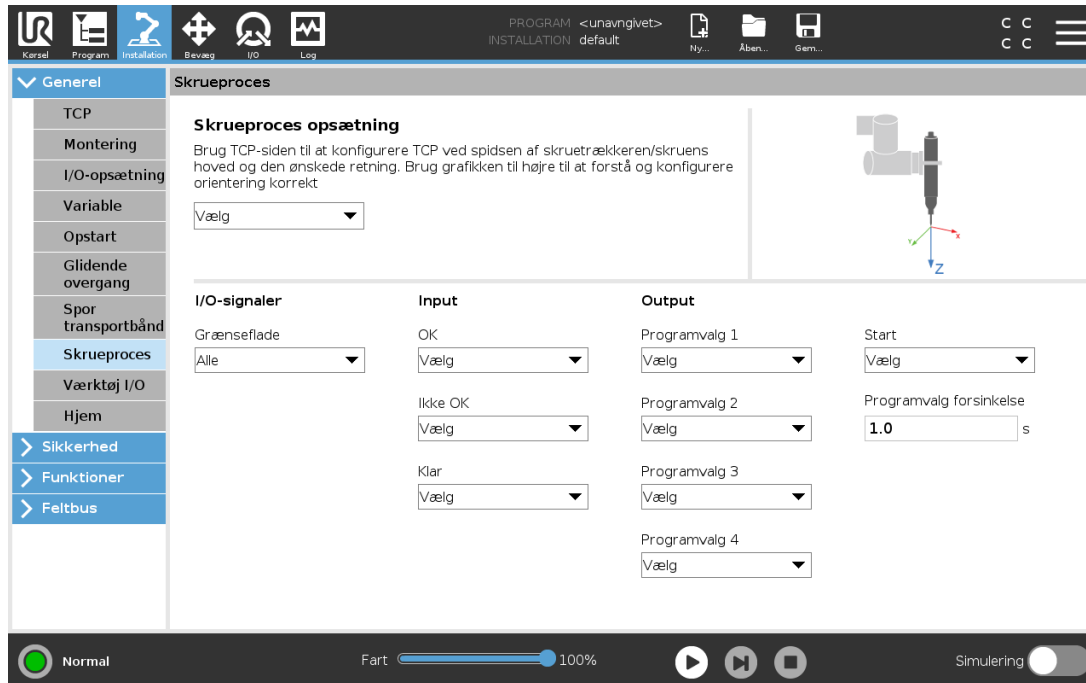 UR
PROGRAM <unavngivet>
INSTALLATION default
C C
C C
Kørsel
Program
Installation
Bevæg
I/O
Log
Ny...
Åben...
Gem...
Generel
TCP
Montering
I/O-opsætning
Variable
Opstart
Glidende
overgang
Spor
transportbånd
Skrueproces
Værktøj I/O
Hjem
Sikkerhed
Funktioner
Feltbus
Skrueproces
Skrueproces opsætning
Brug TCP-siden til at konfigurere TCP ved spidsen af skruetrækkeren/skruens
hoved og den ønskede retning. Brug grafikken til højre til at forstå og konfigurere
orientering korrekt
Vælg
X
Y
Z
I/O-signaler
Grænseflade
Alle
Input
OK
Vælg
Ikke OK
Vælg
Klar
Vælg
Output
Programvalg 1
Vælg
Programvalg 2
Vælg
Programvalg 3
Vælg
Programvalg 4
Vælg
Start
Vælg
Programvalg forsinkelse
1.0 s
Normal
Fart 100%
Simulering